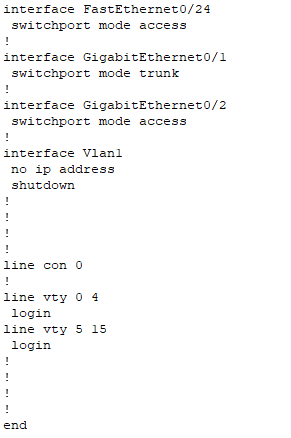 interface FastEthernet0/24
 switchport mode access
!
interface GigabitEthernet0/1
 switchport mode trunk
!
interface GigabitEthernet0/2
 switchport mode access
!
interface Vlan1
 no ip address
 shutdown
!
!
!
!
line con 0
!
line vty 0 4
 login
line vty 5 15
 login
!
!
!
!
end